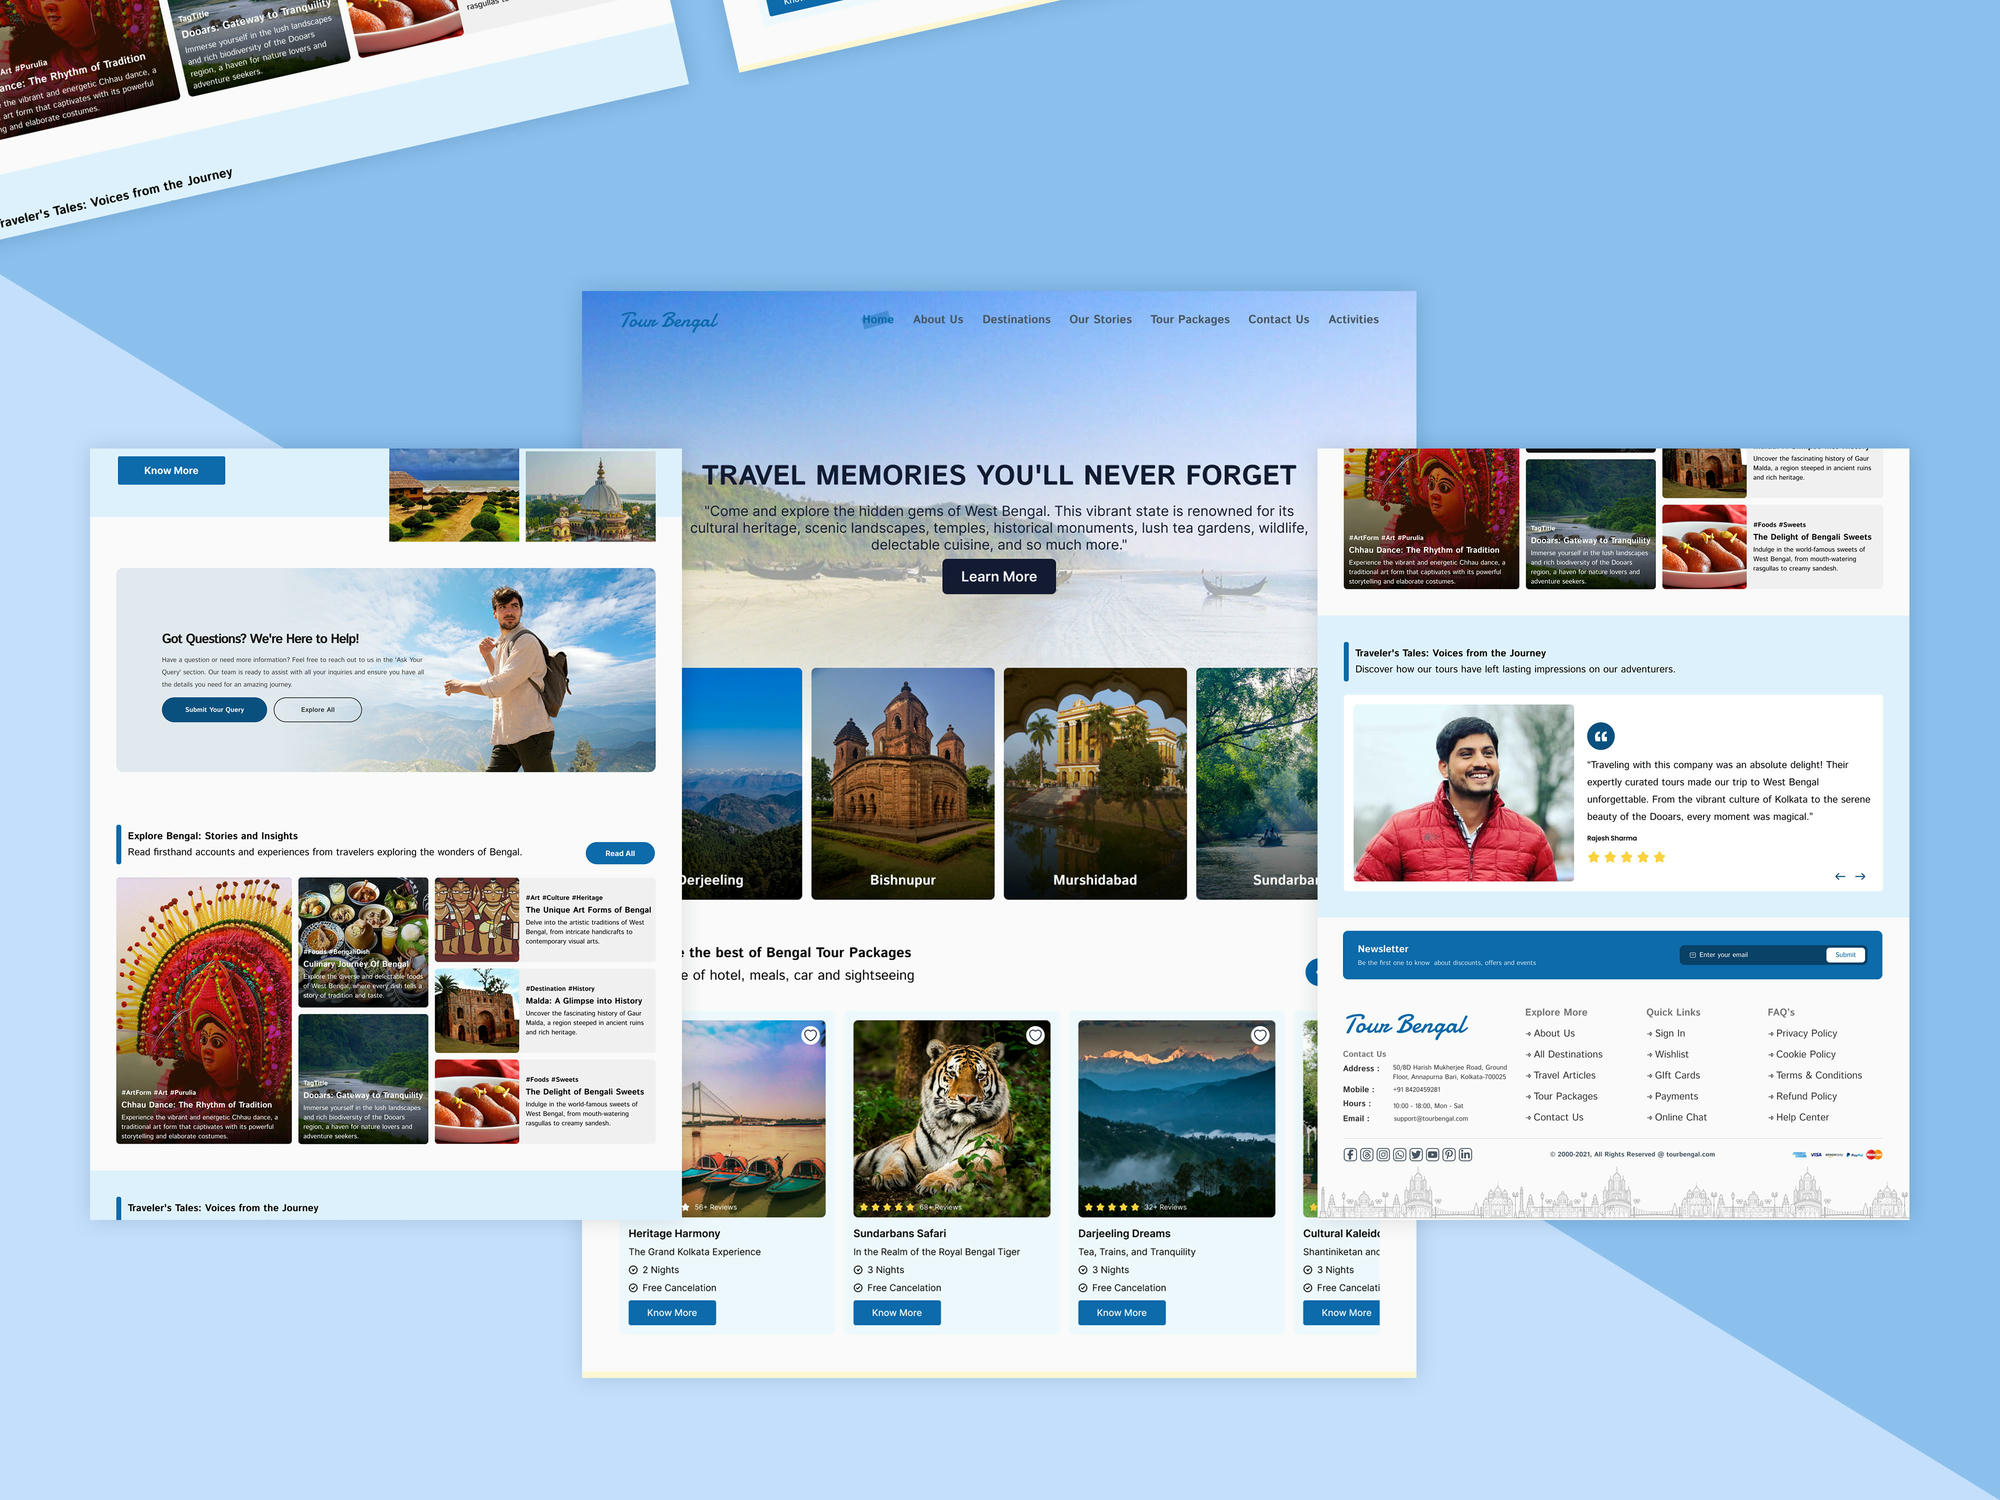 Art #Purulia
ance: The Rhythm of Tradition
the vibrant and energetic Chhau dance, a
art form that captivates with its powerful
ng and elaborate costumes.
TagTitle
Dooars: Gateway to Tranquility
Immerse yourself in the lush landscapes
and rich biodiversity of the Dooars
region, a haven for nature lovers and
adventure seekers.
rasgullas to
Traveler's Tales: Voices from the Journey
Know
Tour Bengal
Home
About Us
Destinations
Our Stories
Tour Packages
Contact Us
Activities
TRAVEL MEMORIES YOU'LL NEVER FORGET
"Come and explore the hidden gems of West Bengal. This vibrant state is renowned for its
cultural heritage, scenic landscapes, temples, historical monuments, lush tea gardens, wildlife,
delectable cuisine, and so much more."
Learn More
Derjeeling
Bishnupur
Murshidabad
Sundarba
e the best of Bengal Tour Packages
e of hotel, meals, car and sightseeing
56+ Reviews
Heritage Harmony
The Grand Kolkata Experience
2 Nights
Free Cancelation
Know More
68+ Reviews
Sundarbans Safari
In the Realm of the Royal Bengal Tiger
3 Nights
Free Cancelation
Know More
32+ Reviews
Darjeeling Dreams
Tea, Trains, and Tranquility
3 Nights
Free Cancelation
Know More
Cultural Kaleido
Shantiniketan and
3 Nights
Free Cancelati
Know More
Know More
Got Questions? We're Here to Help!
Have a question or need more information? Feel free to reach out to us in the 'Ask Your
Query' section. Our team is ready to assist with all your inquiries and ensure you have all
the details you need for an amazing journey.
Submit Your Query
Explore All
Explore Bengal: Stories and Insights
Read firsthand accounts and experiences from travelers exploring the wonders of Bengal.
Read All
#ArtForm #Art #Purulia
Chhau Dance: The Rhythm of Tradition
Experience the vibrant and energetic Chhau dance, a
traditional art form that captivates with its powerful
storytelling and elaborate costumes.
#Foods #BengaliDish
Culinary Journey Of Bengal
Explore the diverse and delectable foods
of West Bengal, where every dish tells a
story of tradition and taste.
TagTitle
Dooars: Gateway to Tranquility
Immerse yourself in the lush landscapes
and rich biodiversity of the Dooars
region, a haven for nature lovers and
adventure seekers.
#Art #Culture #Heritage
The Unique Art Forms of Bengal
Delve into the artistic traditions of West
Bengal, from intricate handicrafts to
contemporary visual arts.
#Destination #History
Malda: A Glimpse into History
Uncover the fascinating history of Gaur
Malda, a region steeped in ancient ruins
and rich heritage.
#Foods #Sweets
The Delight of Bengali Sweets
Indulge in the world-famous sweets of
West Bengal, from mouth-watering
rasgullas to creamy sandesh.
Traveler's Tales: Voices from the Journey
#ArtForm #Art #Purulia
Chhau Dance: The Rhythm of Tradition
Experience the vibrant and energetic Chhau dance, a
traditional art form that captivates with its powerful
storytelling and elaborate costumes.
TagTitle
Dooars: Gateway to Tranquility
Immerse yourself in the lush landscapes
and rich biodiversity of the Dooars
region, a haven for nature lovers and
adventure seekers.
Uncover the fascinating history of Gaur
Malda, a region steeped in ancient ruins
and rich heritage.
#Foods #Sweets
The Delight of Bengali Sweets
Indulge in the world-famous sweets of
West Bengal, from mouth-watering
rasgullas to creamy sandesh.
Traveler's Tales: Voices from the Journey
Discover how our tours have left lasting impressions on our adventurers.
“Traveling with this company was an absolute delight! Their
expertly curated tours made our trip to West Bengal
unforgettable. From the vibrant culture of Kolkata to the serene
beauty of the Dooars, every moment was magical.”
Rajesh Sharma
Newsletter
Be the first one to know about discounts, offers and events
Enter your email
Submit
Tour Bengal
Contact Us
Address : 50/8D Harish Mukherjee Road, Ground
Floor, Annapurna Bari, Kolkata-700025
Mobile : +91 8420459281
Hours : 10:00 - 18:00, Mon - Sat
Email : support@tourbengal.com
Explore More
About Us
All Destinations
Travel Articles
Tour Packages
Contact Us
Quick Links
Sign In
Wishlist
GIft Cards
Payments
Online Chat
FAQ's
Privacy Policy
Cookie Policy
Terms & Conditions
Refund Policy
Help Center
© 2000-2021, All Rights Reserved @ tourbengal.com
VISA
PayPal